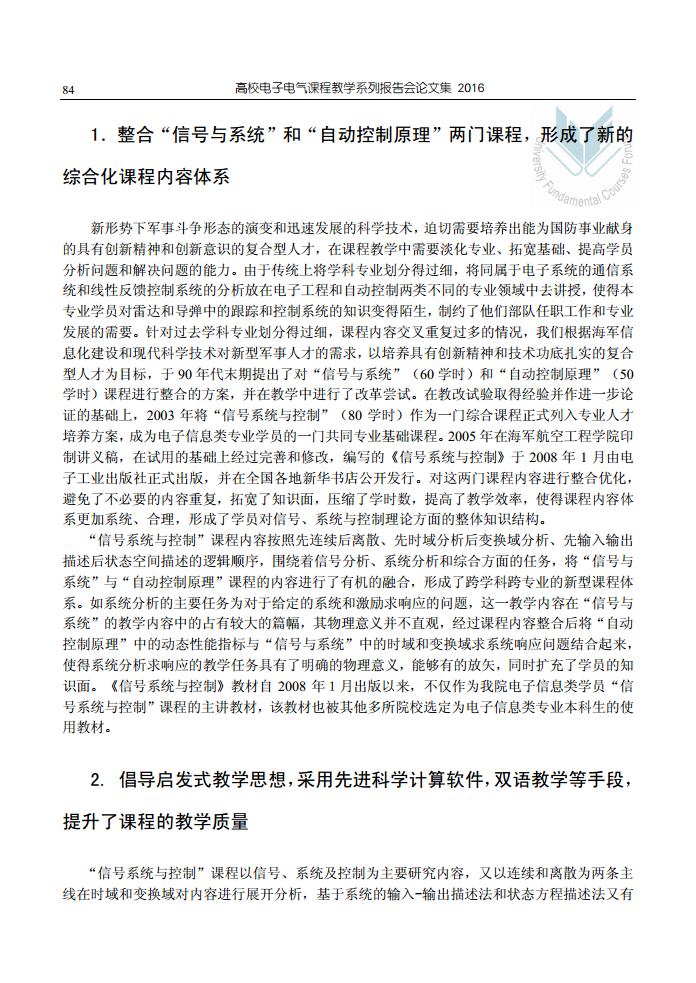 84
高校电子电气课程教学系列报告会论文集 2016
University Fundamental Courses Forum
1. 整合“信号与系统”和“自动控制原理”两门课程，形成了新的
综合化课程内容体系
新形势下军事斗争形态的演变和迅速发展的科学技术，迫切需要培养出能为国防事业献身
的具有创新精神和创新意识的复合型人才，在课程教学中需要淡化专业、拓宽基础、提高学员
分析问题和解决问题的能力。由于传统上将学科专业划分得过细，将同属于电子系统的通信系
统和线性反馈控制系统的分析放在电子工程和自动控制两类不同的专业领域中去讲授，使得本
专业学员对雷达和导弹中的跟踪和控制系统的知识变得陌生，制约了他们部队任职工作和专业
发展的需要。针对过去学科专业划分得过细，课程内容交叉重复过多的情况，我们根据海军信
息化建设和现代科学技术对新型军事人才的需求，以培养具有创新精神和技术功底扎实的复合
型人才为目标，于 90 年代末期提出了对“信号与系统”（60 学时）和“自动控制原理”（50
学时）课程进行整合的方案，并在教学中进行了改革尝试。在教改试验取得经验并作进一步论
证的基础上，2003 年将“信号系统与控制”（80 学时）作为一门综合课程正式列入专业人才
培养方案，成为电子信息类专业学员的一门共同专业基础课程。2005 年在海军航空工程学院印
制讲义稿，在试用的基础上经过完善和修改，编写的《信号系统与控制》于 2008 年 1 月由电
子工业出版社正式出版，并在全国各地新华书店公开发行。对这两门课程内容进行整合优化，
避免了不必要的内容重复，拓宽了知识面，压缩了学时数，提高了教学效率，使得课程内容体
系更加系统、合理，形成了学员对信号、系统与控制理论方面的整体知识结构。
“信号系统与控制”课程内容按照先连续后离散、先时域分析后变换域分析、先输入输出
描述后状态空间描述的逻辑顺序，围绕着信号分析、系统分析和综合方面的任务，将“信号与
系统”与“自动控制原理”课程的内容进行了有机的融合，形成了跨学科跨专业的新型课程体
系。如系统分析的主要任务为对于给定的系统和激励求响应的问题，这一教学内容在“信号与
系统”的教学内容中的占有较大的篇幅，其物理意义并不直观，经过课程内容整合后将“自动
控制原理”中的动态性能指标与“信号与系统”中的时域和变换域求系统响应问题结合起来，
使得系统分析求响应的教学任务具有了明确的物理意义，能够有的放矢，同时扩充了学员的知
识面。《信号系统与控制》教材自 2008 年 1 月出版以来，不仅作为我院电子信息类学员“信
号系统与控制”课程的主讲教材，该教材也被其他多所院校选定为电子信息类专业本科生的使
用教材。
2. 倡导启发式教学思想，采用先进科学计算软件，双语教学等手段，
提升了课程的教学质量
“信号系统与控制”课程以信号、系统及控制为主要研究内容，又以连续和离散为两条主
线在时域和变换域对内容进行展开分析，基于系统的输入-输出描述法和状态方程描述法又有